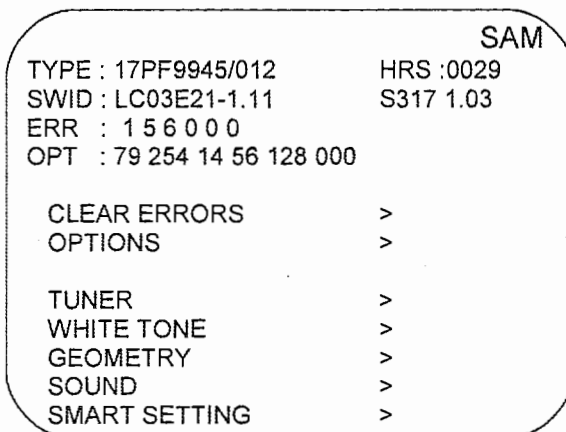 SAM
TYPE : 17PF9945/012 HRS :0029
SWID : LC03E21-1.11 S317 1.03
ERR : 1 5 6 0 0 0
OPT : 79 254 14 56 128 000
CLEAR ERRORS >
OPTIONS >
TUNER >
WHITE TONE >
GEOMETRY >
SOUND >
SMART SETTING >